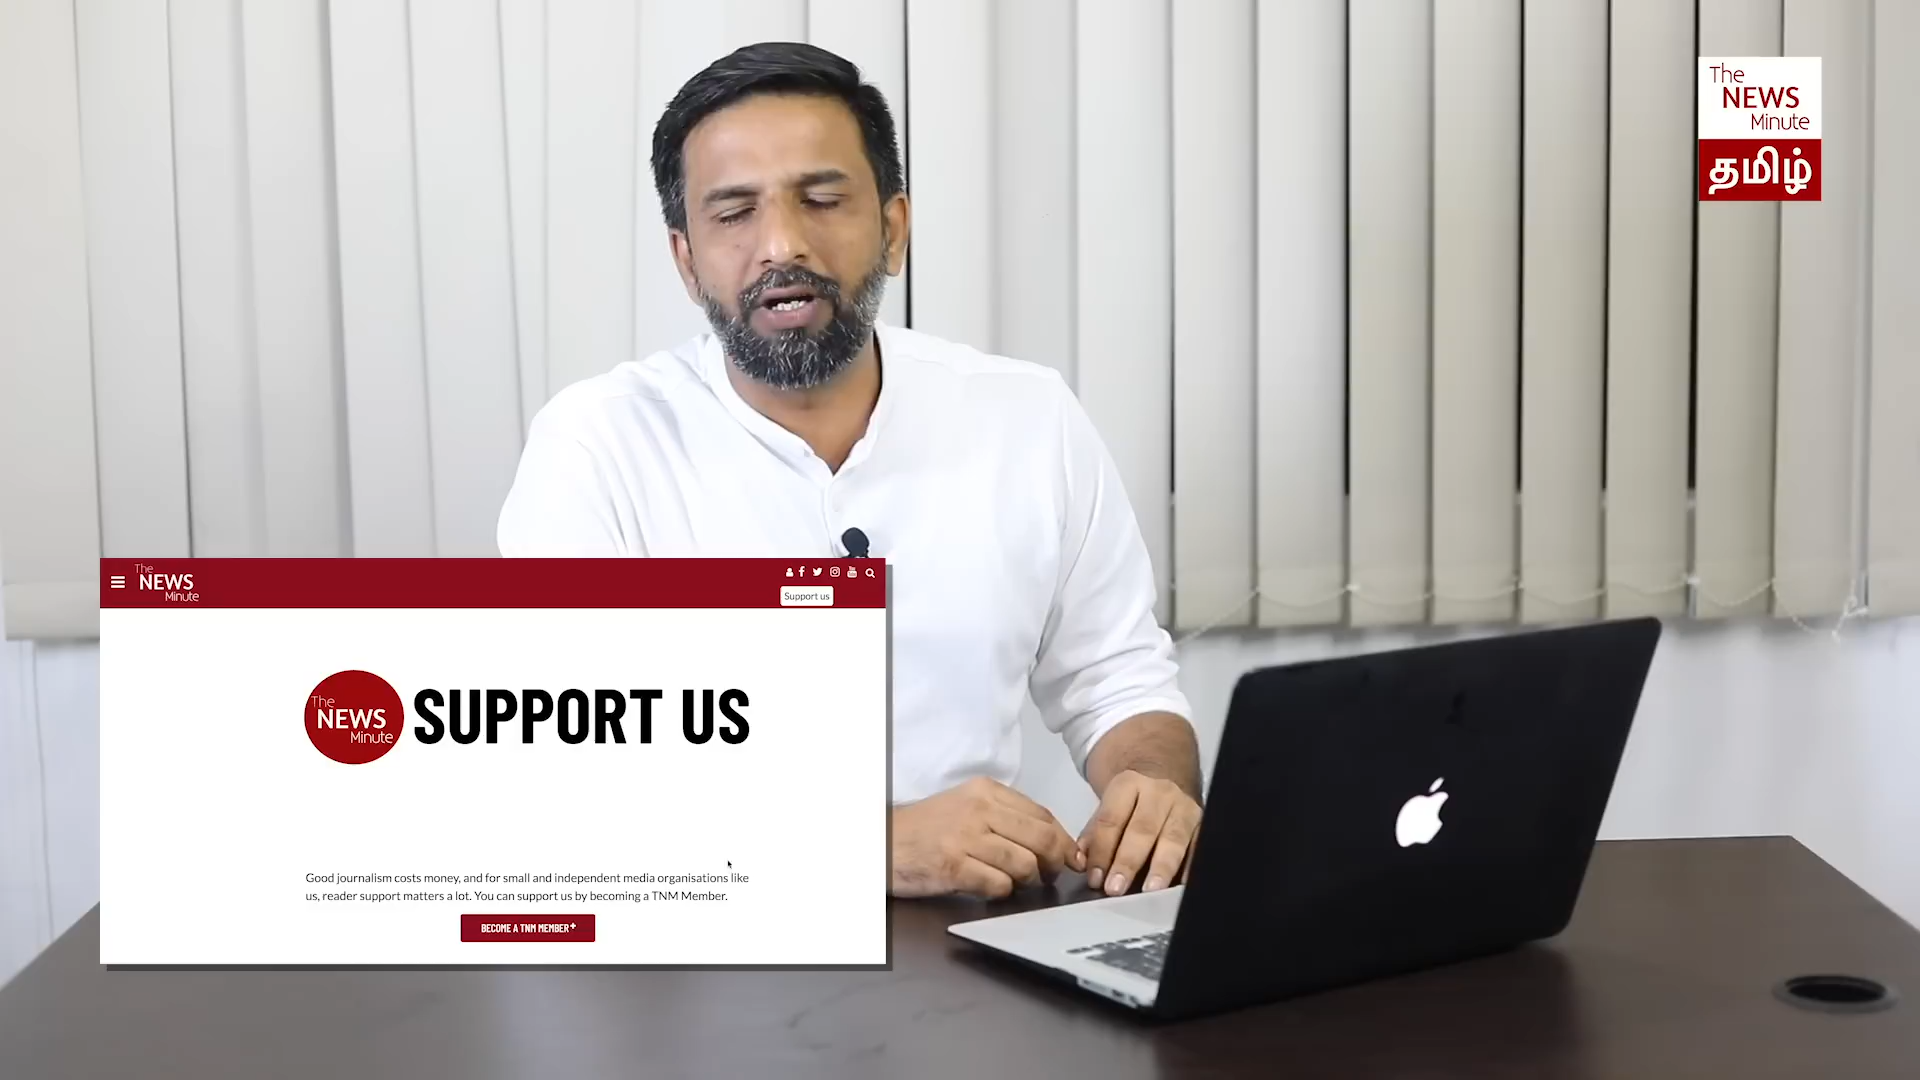 The
NEWS
Minute
தமிழ்
The
NEWS
Minute
Support us
The
NEWS
Minute
SUPPORT US
Good journalism costs money, and for small and independent media organisations like
us, reader support matters a lot. You can support us by becoming a TNM Member.
BECOME A TNM MEMBER+